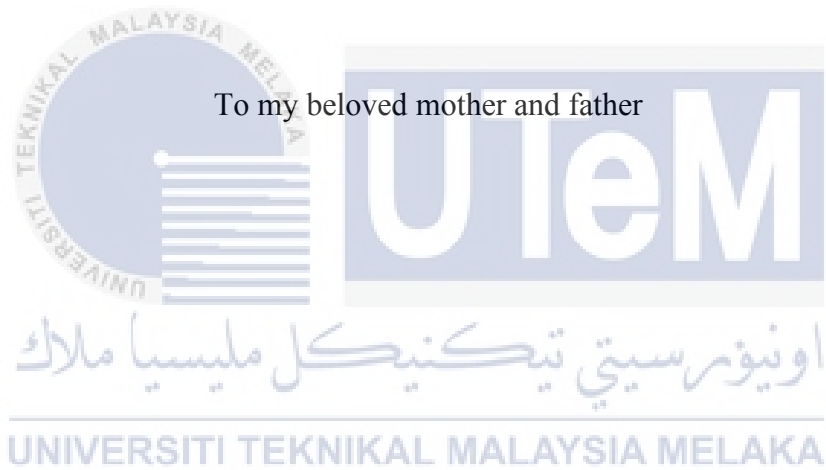 UNIVERSITI TEKNIKAL MALAYSIA MELAKA
To my beloved mother and father
UTeM
اونيۏرسيتي تيكنيكل مليسيا ملاك
UNIVERSITI TEKNIKAL MALAYSIA MELAKA